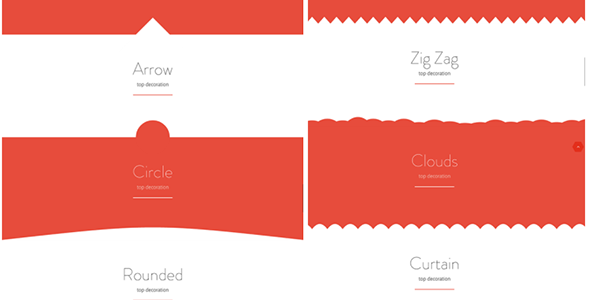 Arrow
top decoration
Zig Zag
top decoration
Circle
top decoration
Clouds
top decoration
Rounded
top decoration
Curtain
top decoration